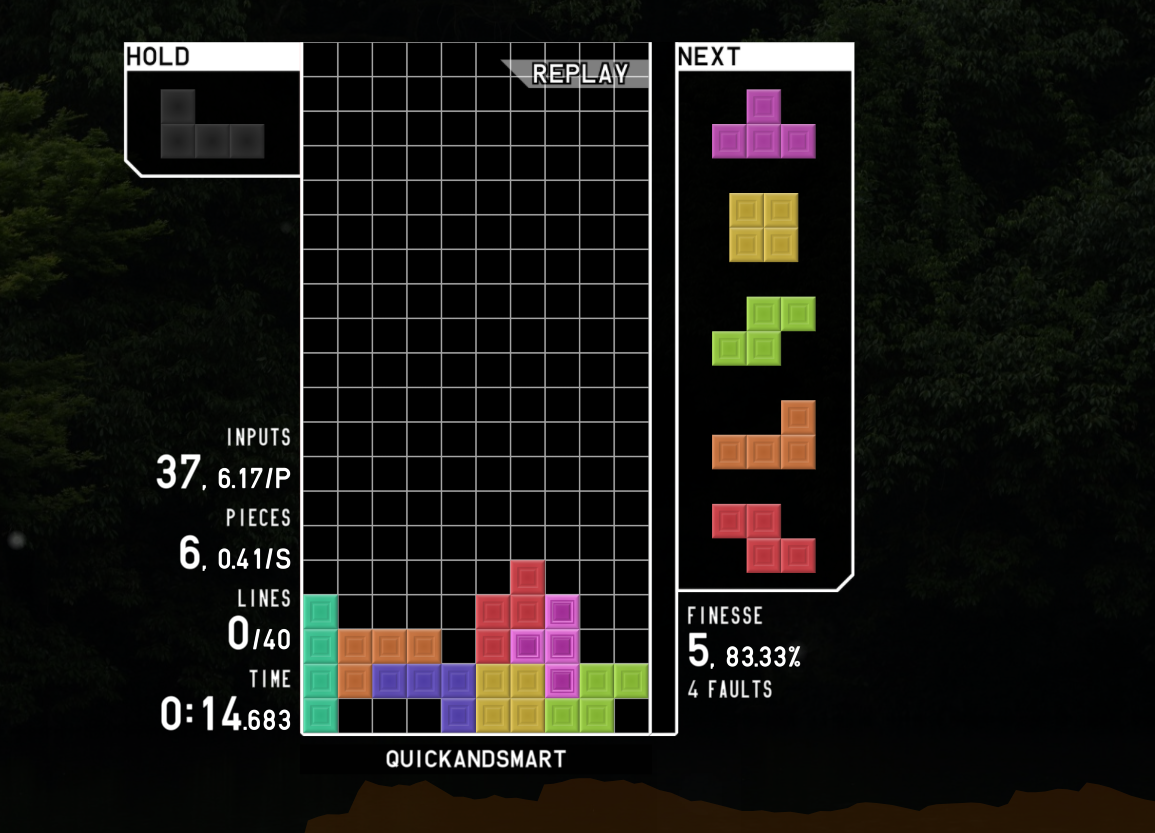 HOLD
REPLAY
NEXT
INPUTS
37, 6.17/P
PIECES
6, 0.41/S
LINES
0/40
TIME
0:14.683
FINESSE
5, 83.33%
4 FAULTS
QUICKANDSMART